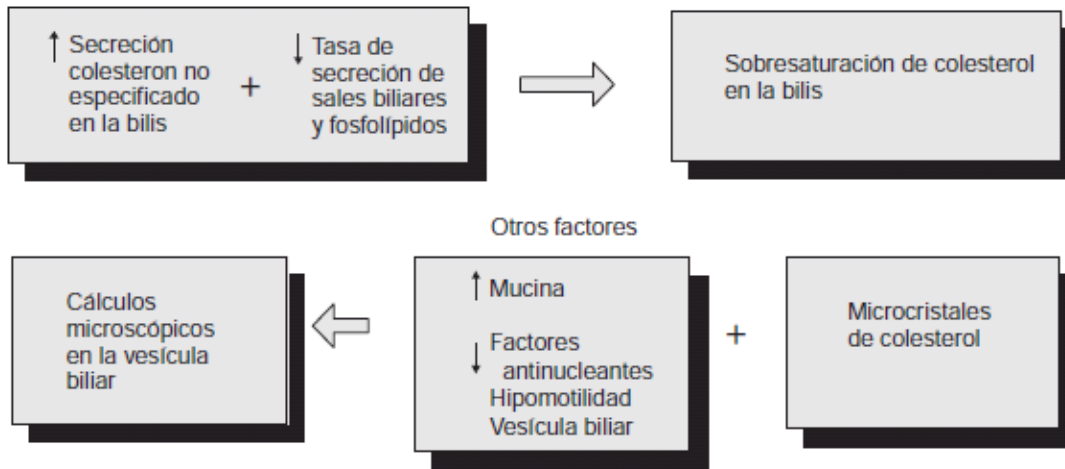 ↑ Secreción
colesteron no
especificado
en la bilis
+
↓ Tasa de
secreción de
sales biliares
y fosfolípidos
Sobresaturación de colesterol
en la bilis
Otros factores
Cálculos
microscópicos
en la vesícula
biliar
↑ Mucina
↓ Factores
antinucleantes
Hipomotilidad
Vesícula biliar
+
Microcristales
de colesterol